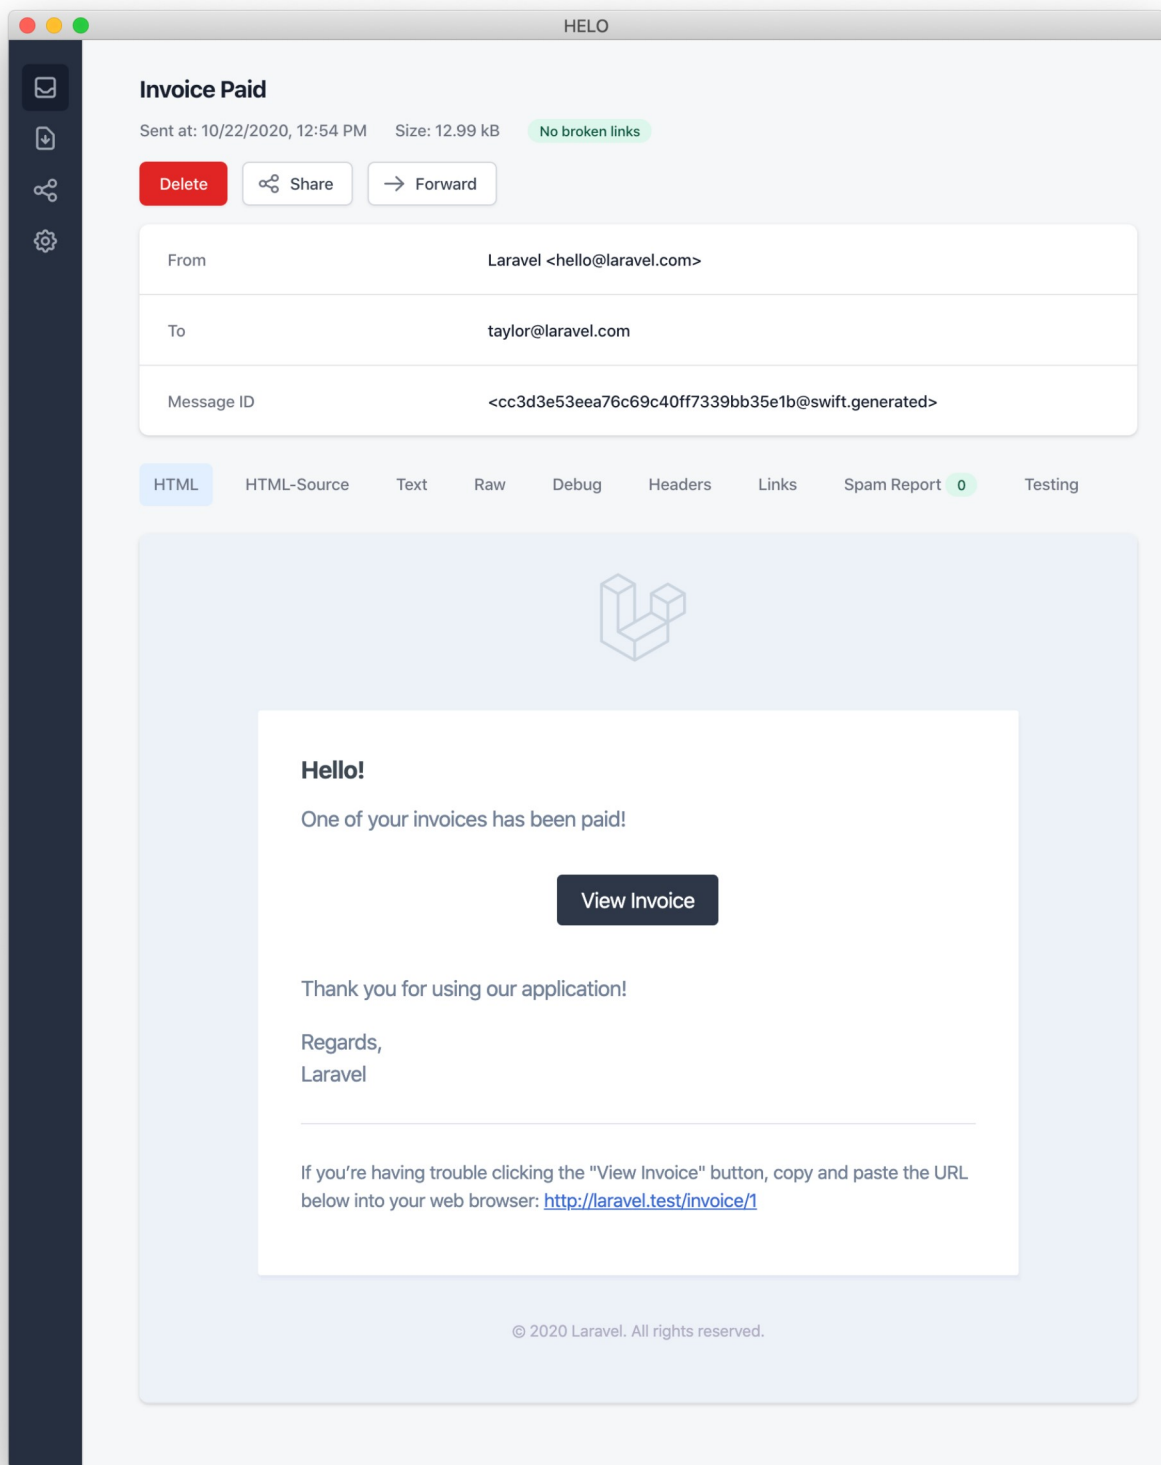 HELO
Invoice Paid
Sent at: 10/22/2020, 12:54 PM Size: 12.99 kB No broken links
Delete Share Forward
From Laravel <hello@laravel.com>
To taylor@laravel.com
Message ID <cc3d3e53eea76c69c40ff7339bb35e1b@swift.generated>
HTML HTML-Source Text Raw Debug Headers Links Spam Report 0 Testing
Hello!
One of your invoices has been paid!
View Invoice
Thank you for using our application!
Regards,
Laravel
If you're having trouble clicking the "View Invoice" button, copy and paste the URL
below into your web browser: http://laravel.test/invoice/1
© 2020 Laravel. All rights reserved.